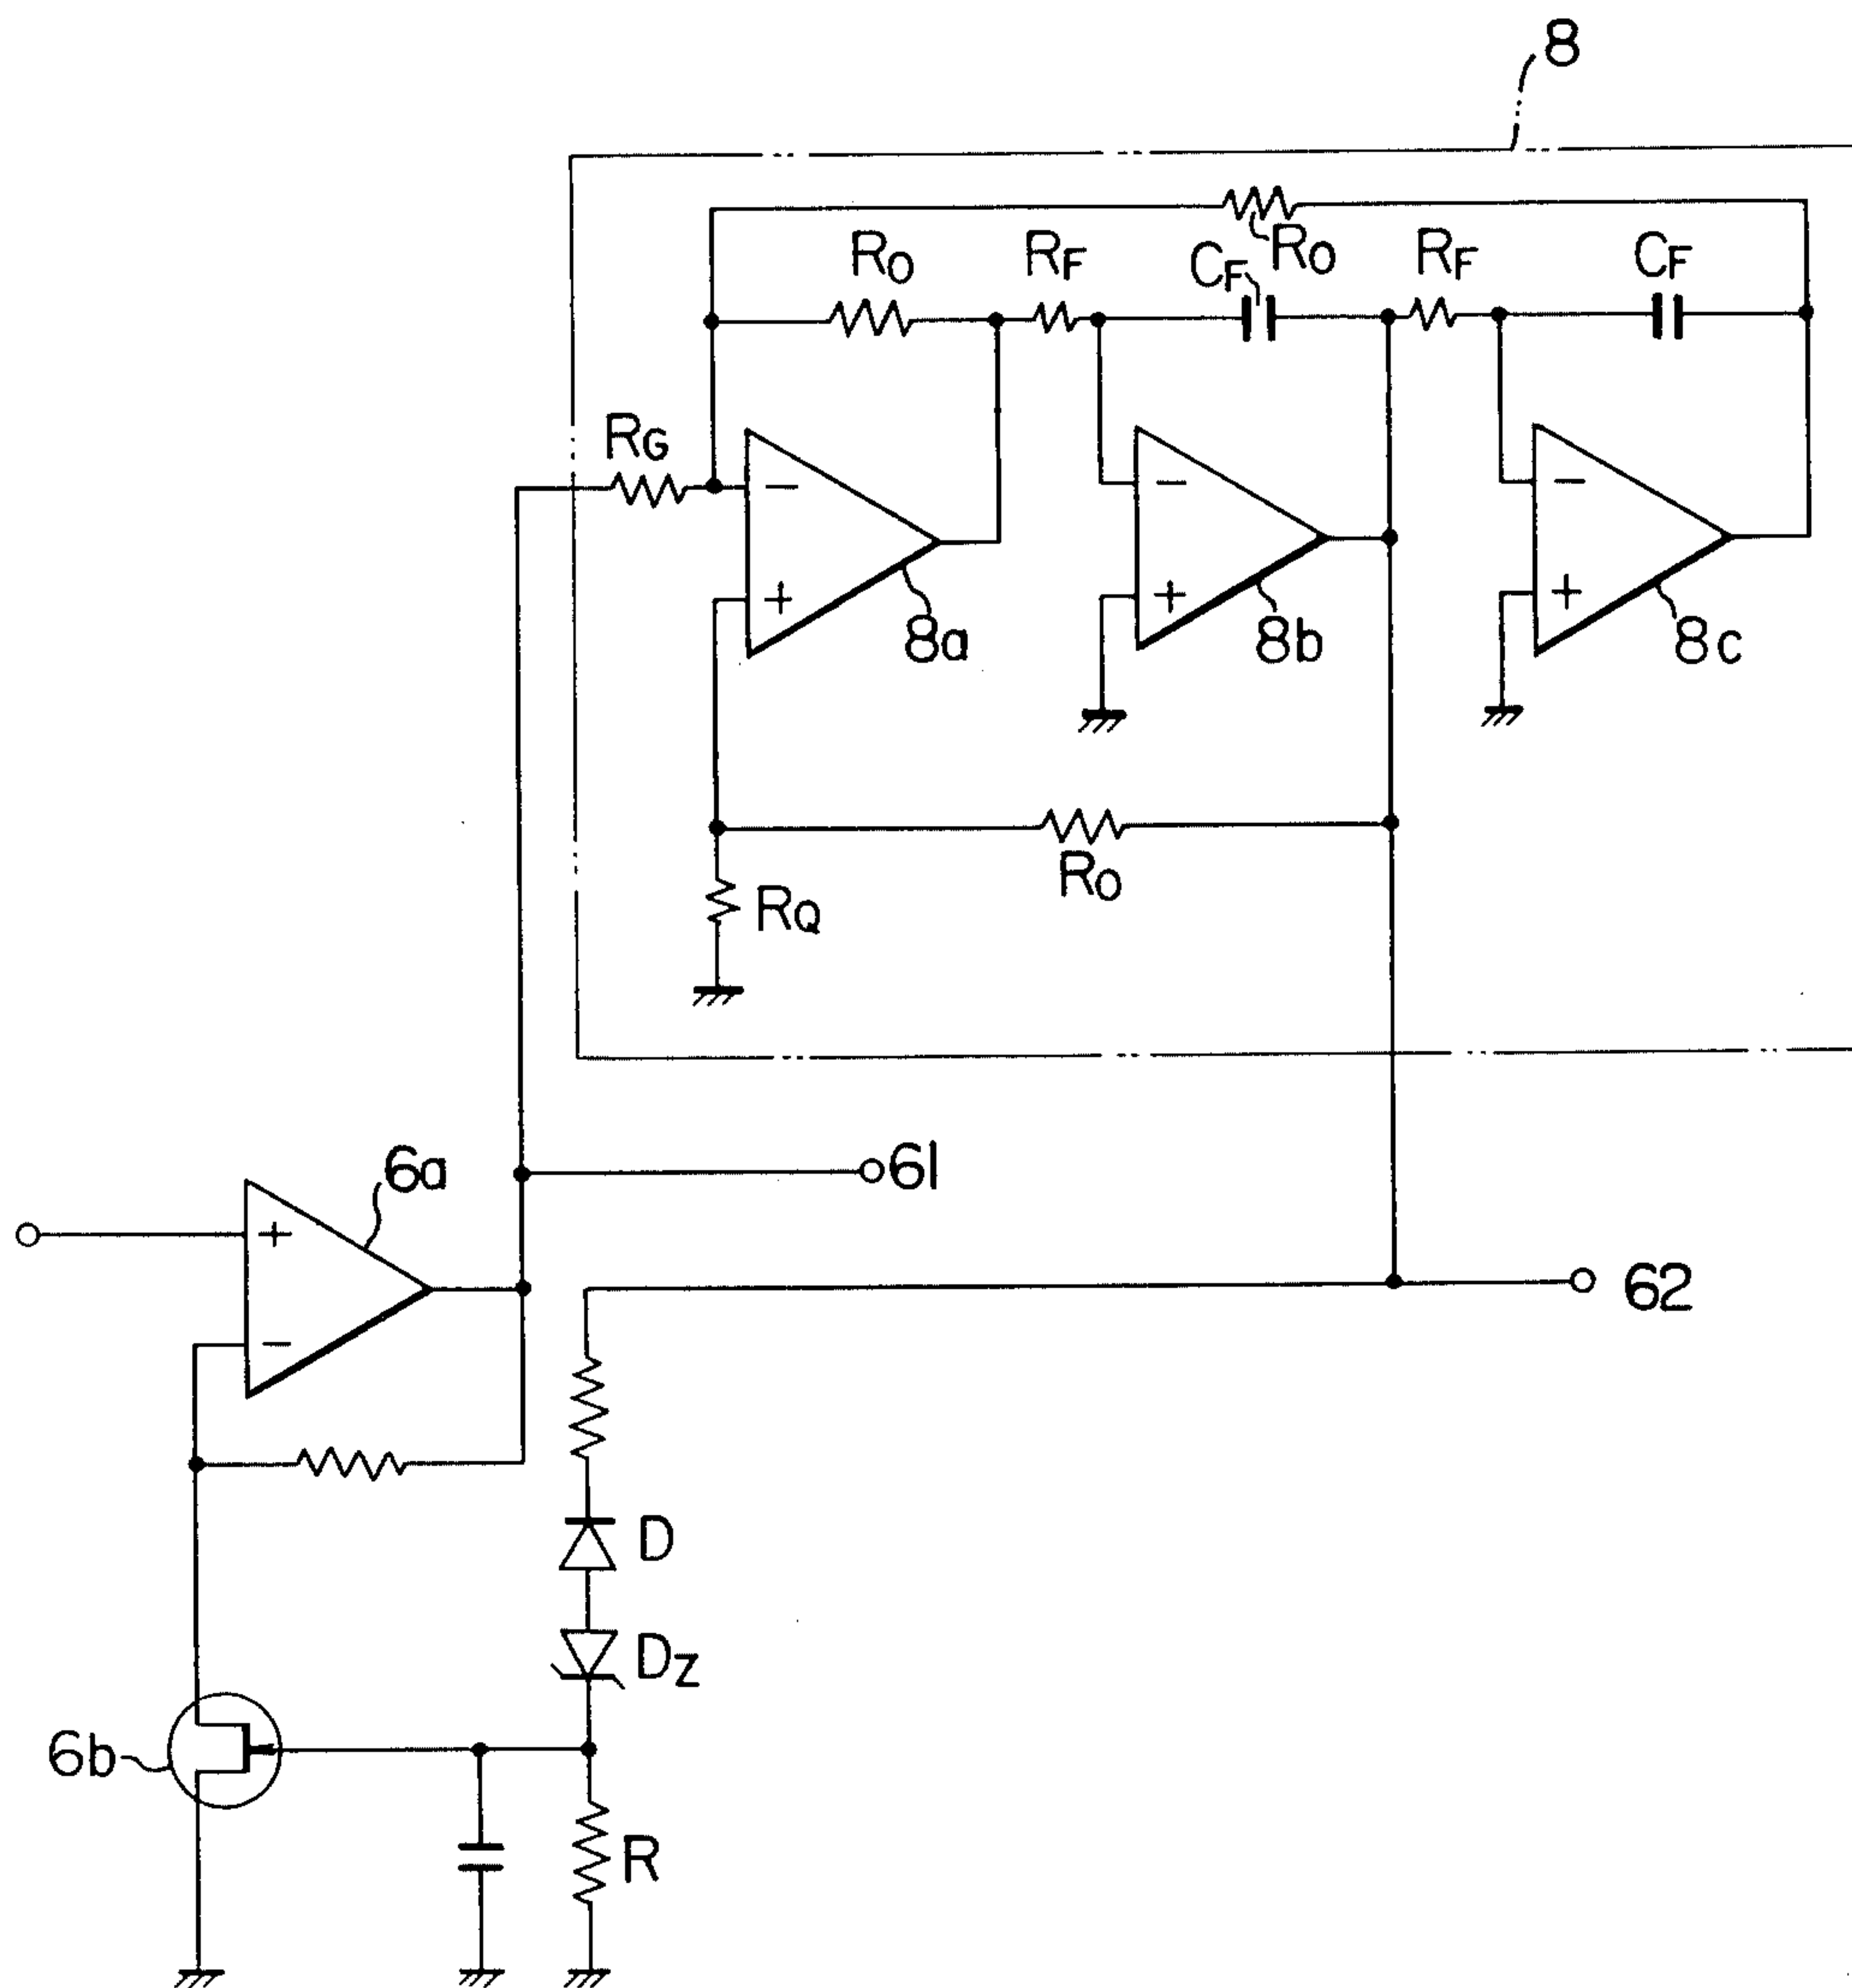 8
RO
RO RF CF RF CF
RG
− − −
+ + +
8a 8b 8c
RO
RQ
6a
61
+
62
−
D
DZ
6b
R